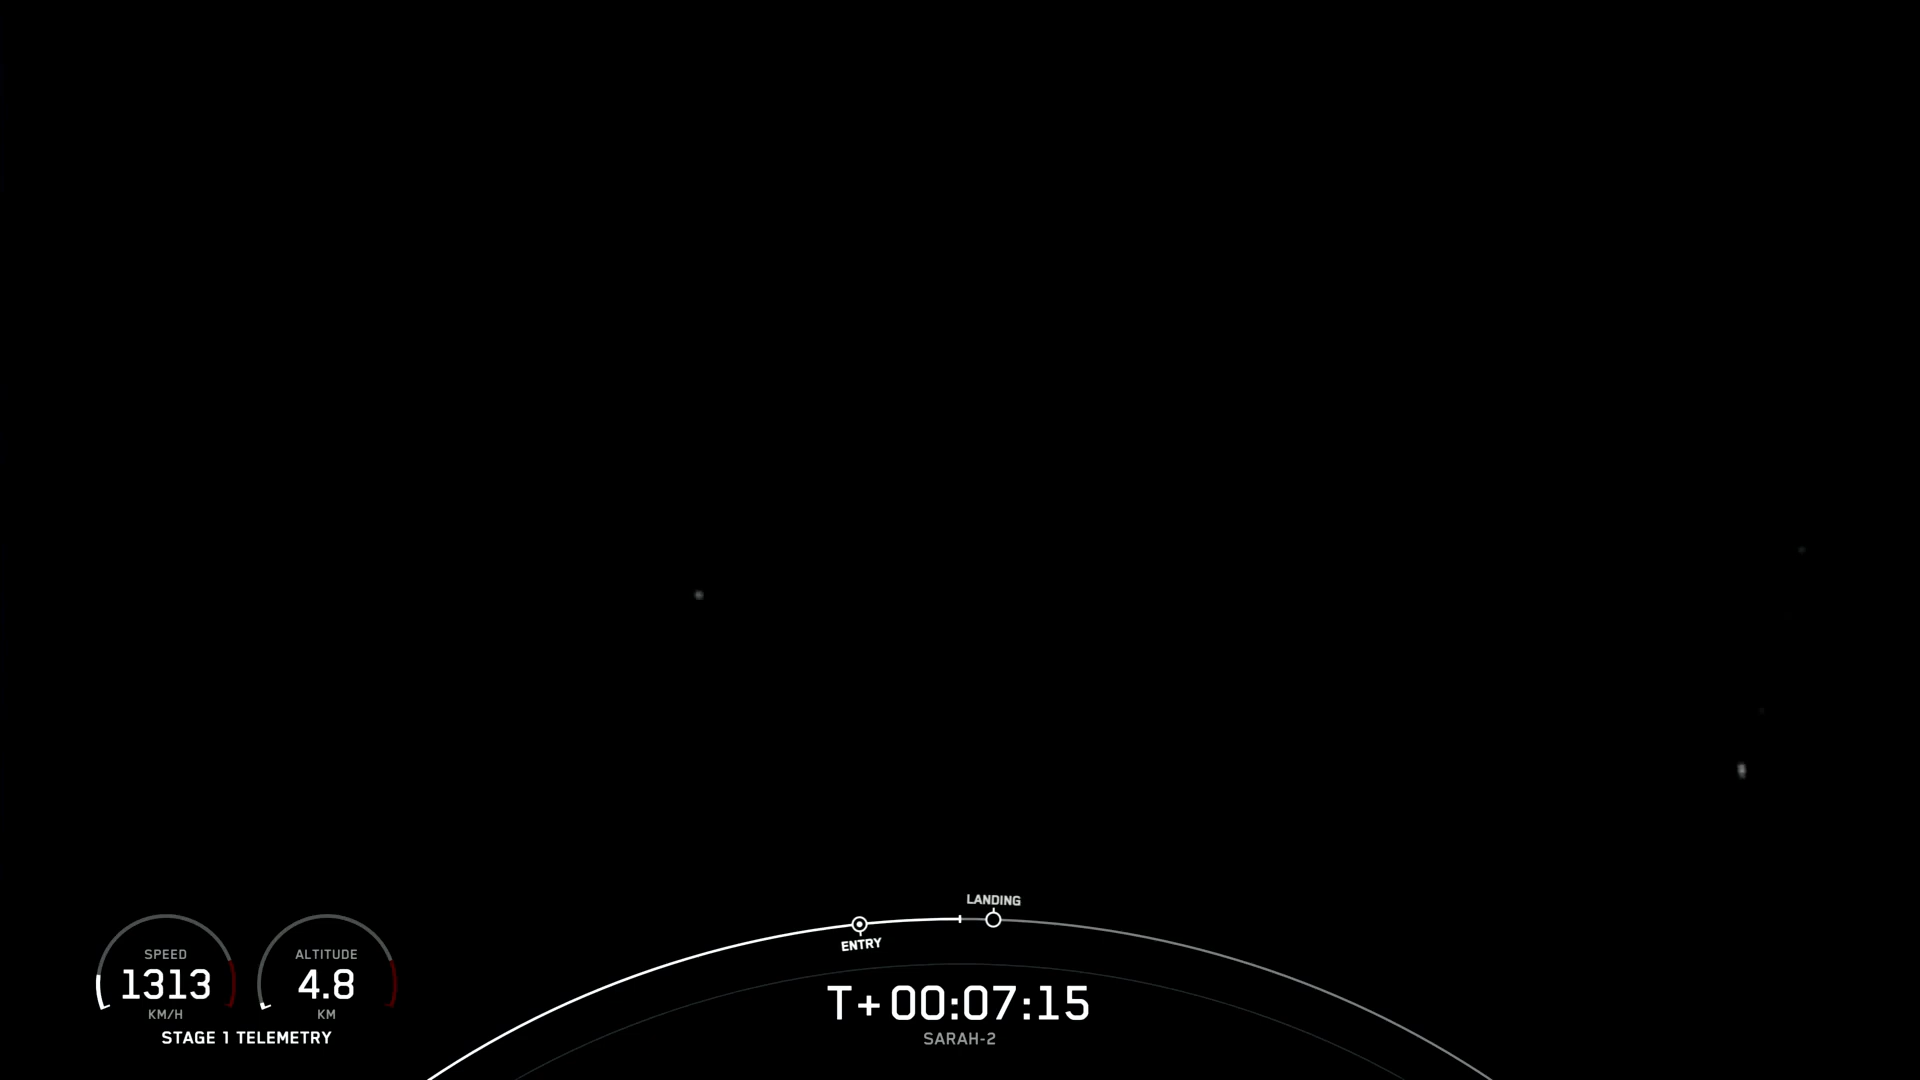 LANDING
ENTRY
SPEED
1313
KM/H
ALTITUDE
4.8
KM
STAGE 1 TELEMETRY
T+00:07:15
SARAH-2